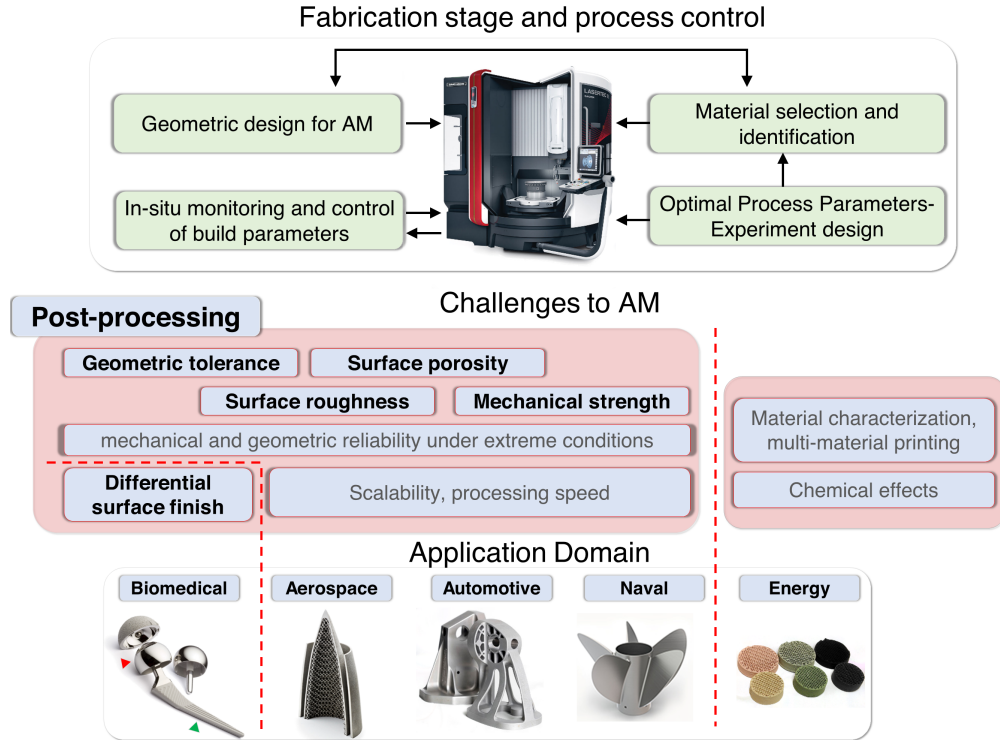 Fabrication stage and process control
Geometric design for AM
LASERTEC
Material selection and
identification
In-situ monitoring and control
of build parameters
Optimal Process Parameters-
Experiment design
Challenges to AM
Post-processing
Geometric tolerance
Surface porosity
Surface roughness
Mechanical strength
mechanical and geometric reliability under extreme conditions
Differential
surface finish
Scalability, processing speed
Material characterization,
multi-material printing
Chemical effects
Application Domain
Biomedical
Aerospace
Automotive
Naval
Energy